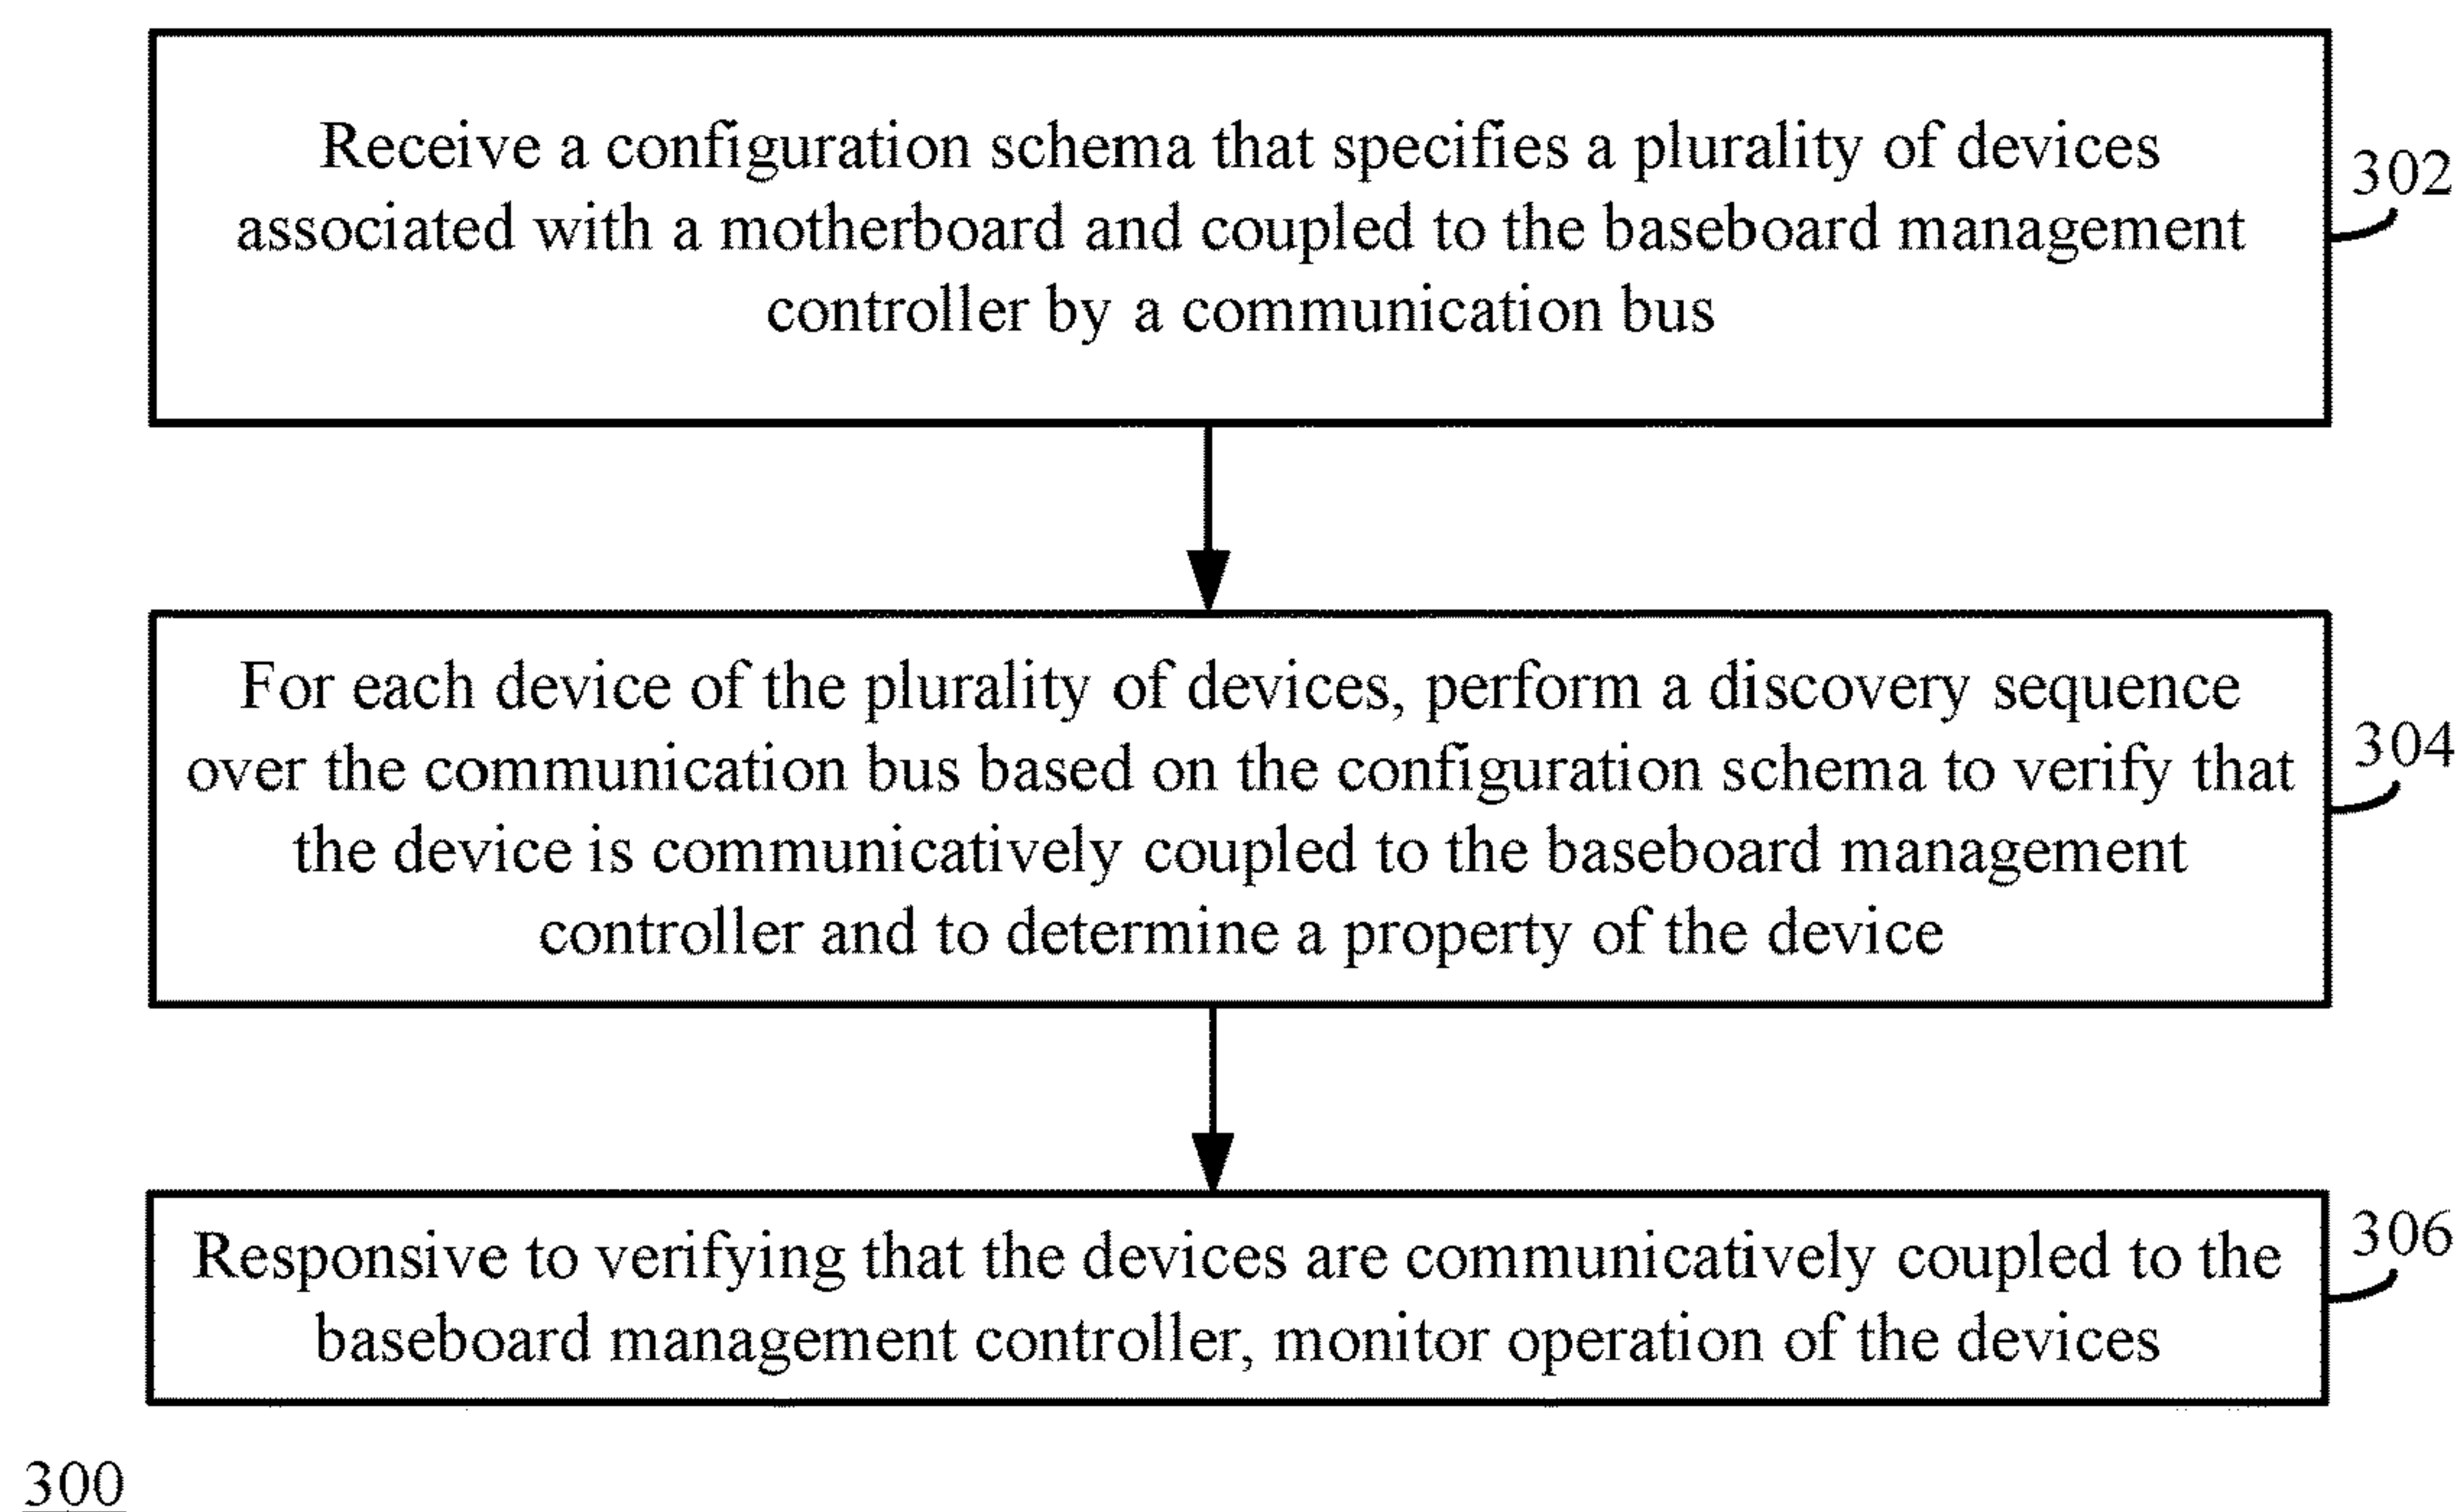 Receive a configuration schema that specifies a plurality of devices
associated with a motherboard and coupled to the baseboard management
controller by a communication bus
302
For each device of the plurality of devices, perform a discovery sequence
over the communication bus based on the configuration schema to verify that
the device is communicatively coupled to the baseboard management
controller and to determine a property of the device
304
Responsive to verifying that the devices are communicatively coupled to the
baseboard management controller, monitor operation of the devices
306
300